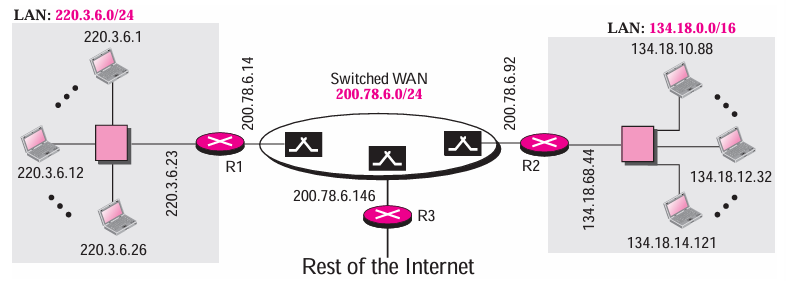 LAN: 220.3.6.0/24
220.3.6.1
220.3.6.12
220.3.6.26
220.3.6.23
R1
200.78.6.14
Switched WAN
200.78.6.0/24
200.78.6.146
R3
Rest of the Internet
200.78.6.92
R2
LAN: 134.18.0.0/16
134.18.10.88
134.18.68.44
134.18.12.32
134.18.14.121